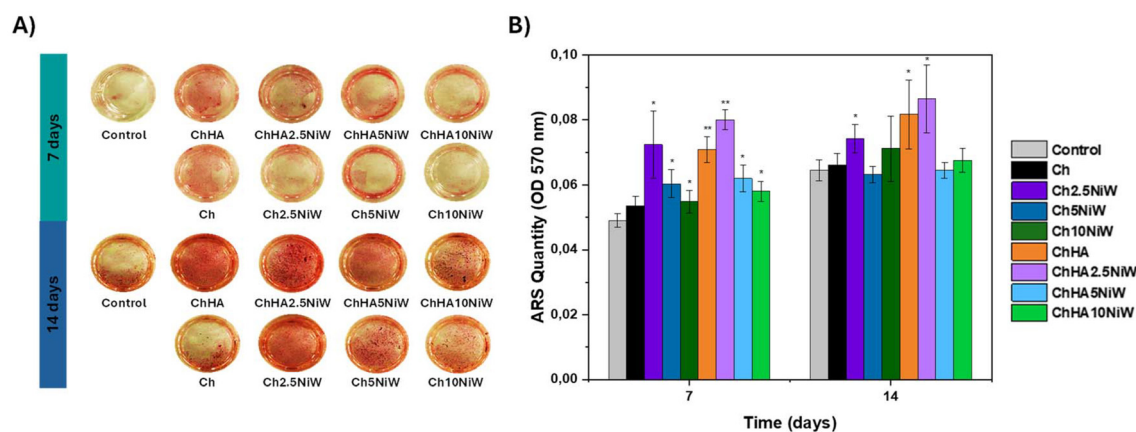 A)
7 days
Control ChHA ChHA2.5NiW ChHA5NiW ChHA10NiW
Ch Ch2.5NiW Ch5NiW Ch10NiW
14 days
Control ChHA ChHA2.5NiW ChHA5NiW ChHA10NiW
Ch Ch2.5NiW Ch5NiW Ch10NiW
B)
ARS Quantity (OD 570 nm)
0,10
0,08
0,06
0,04
0,02
0,00
* * * ** ** * *
* * *
7 14
Time (days)
Control
Ch
Ch2.5NiW
Ch5NiW
Ch10NiW
ChHA
ChHA2.5NiW
ChHA5NiW
ChHA10NiW